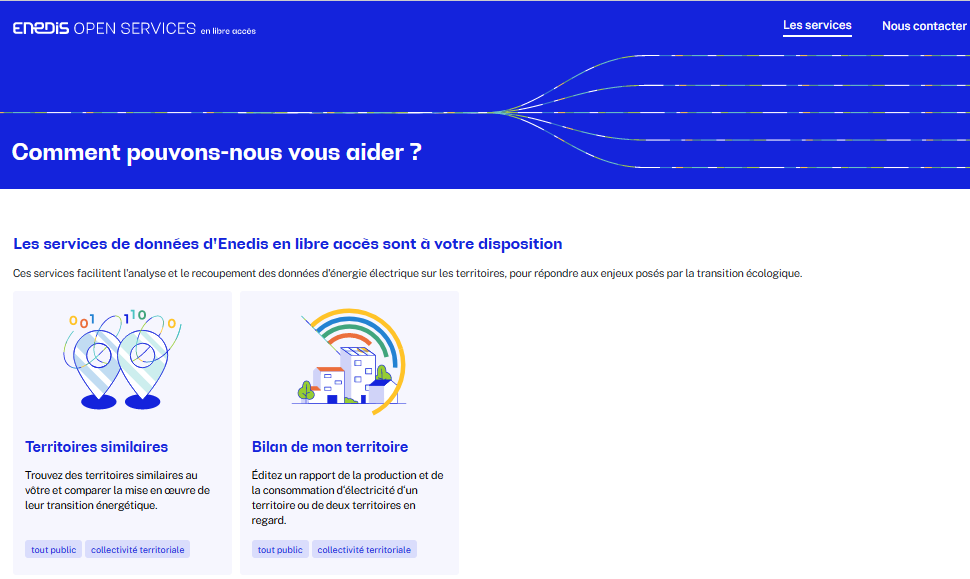 ENEDIS OPEN SERVICES en libre accès
Les services
Nous contacter
Comment pouvons-nous vous aider ?
Les services de données d'Enedis en libre accès sont à votre disposition
Ces services facilitent l'analyse et le recoupement des données d'énergie électrique sur les territoires, pour répondre aux enjeux posés par la transition écologique.
001 110 0
Territoires similaires
Trouvez des territoires similaires au
vôtre et comparer la mise en œuvre de
leur transition énergétique.
tout public
collectivité territoriale
Bilan de mon territoire
Éditez un rapport de la production et de
la consommation d'électricité d'un
territoire ou de deux territoires en
regard.
tout public
collectivité territoriale